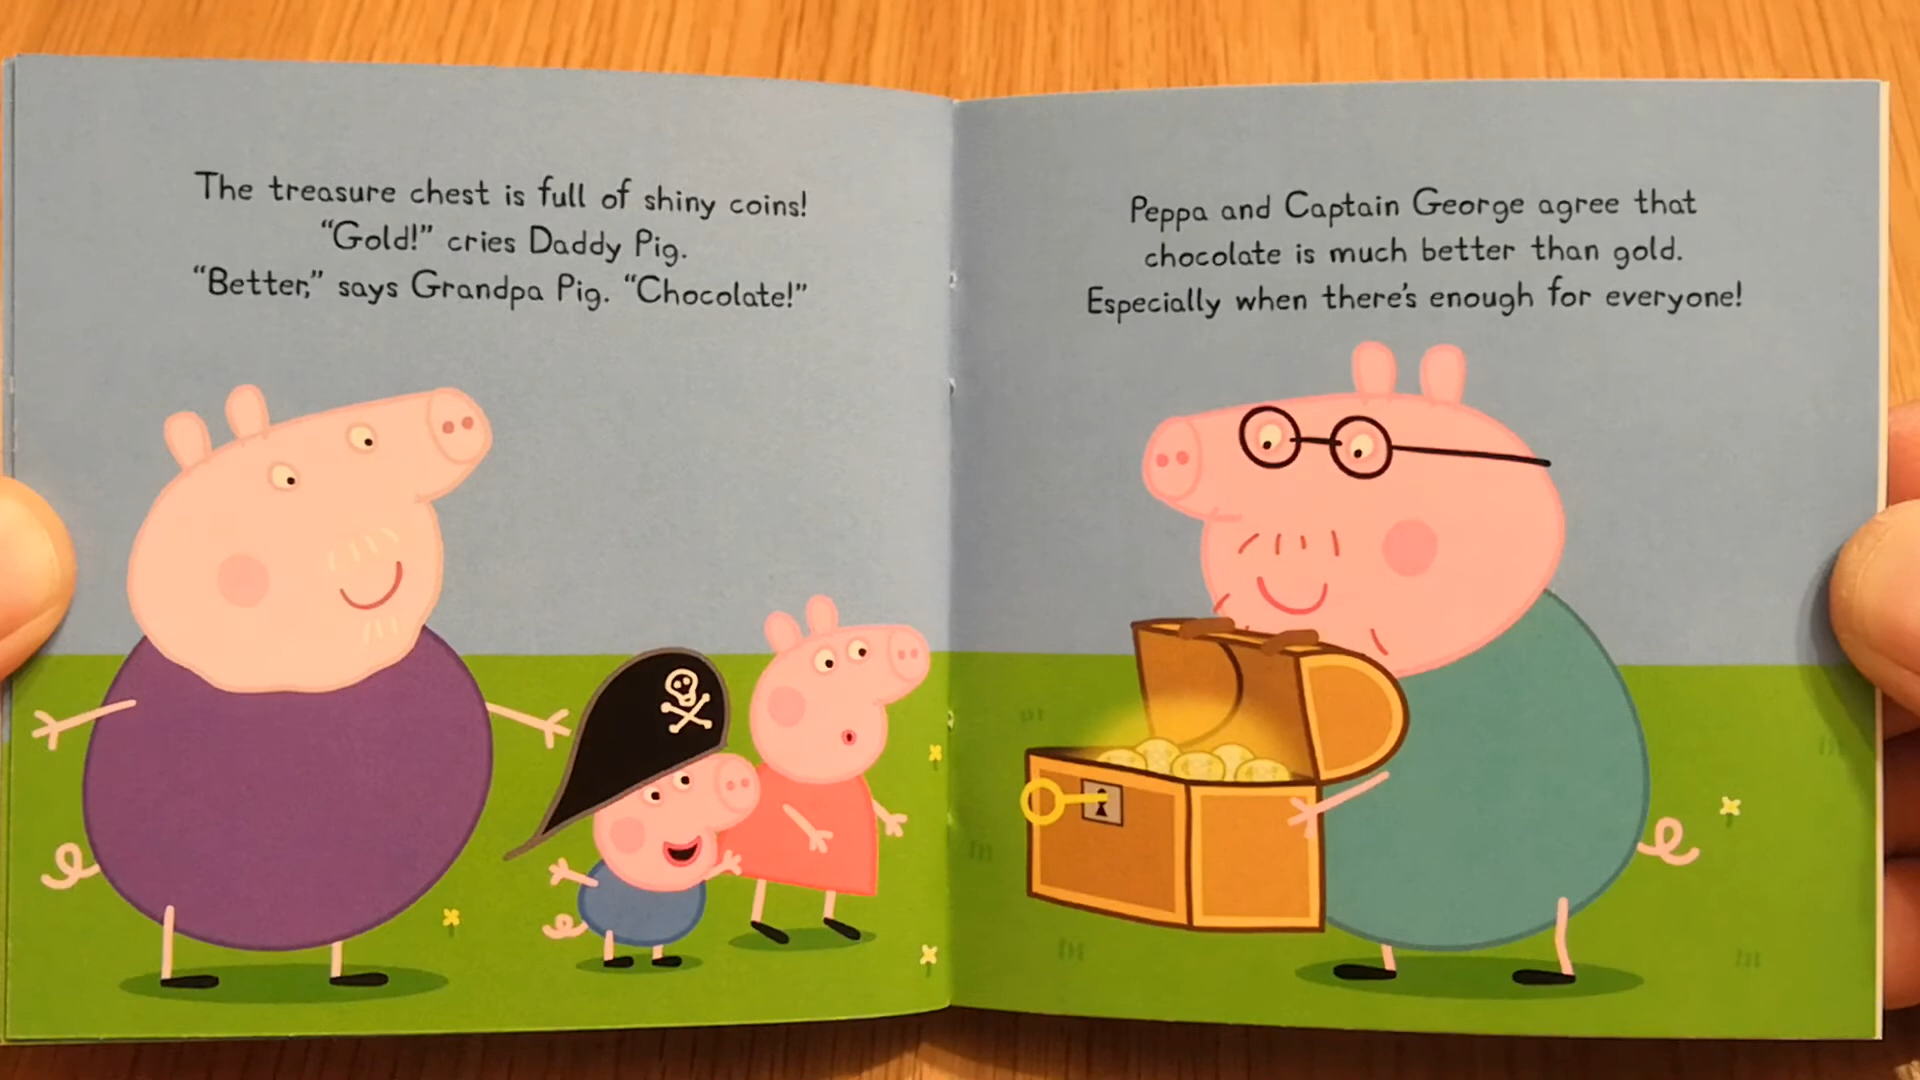 The treasure chest is full of shiny coins!
“Gold!” cries Daddy Pig.
“Better,” says Grandpa Pig. “Chocolate!”
Peppa and Captain George agree that
chocolate is much better than gold.
Especially when there's enough for everyone!